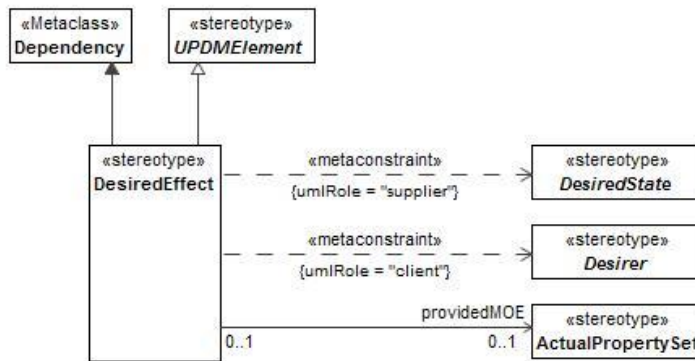 «Metaclass»
Dependency
«stereotype»
UPDMElement
«stereotype»
DesiredEffect
«metaconstraint»
{umlRole = "supplier"}
«stereotype»
DesiredState
«metaconstraint»
{umlRole = "client"}
«stereotype»
Desirer
providedMOE
0..1
0..1
«stereotype»
ActualPropertySet